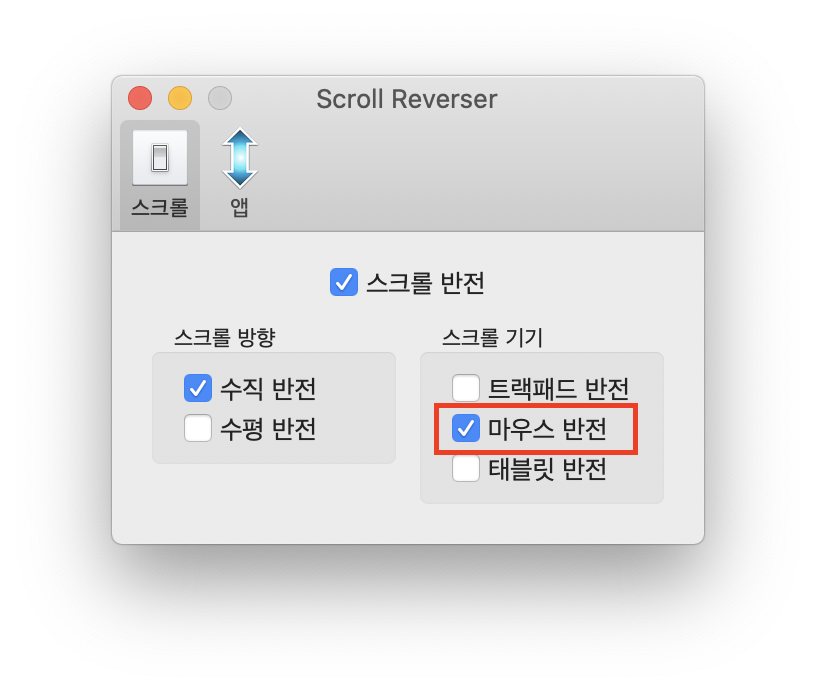 Scroll Reverser
스크롤
앱
스크롤 반전
스크롤 방향
수직 반전
수평 반전
스크롤 기기
트랙패드 반전
마우스 반전
태블릿 반전